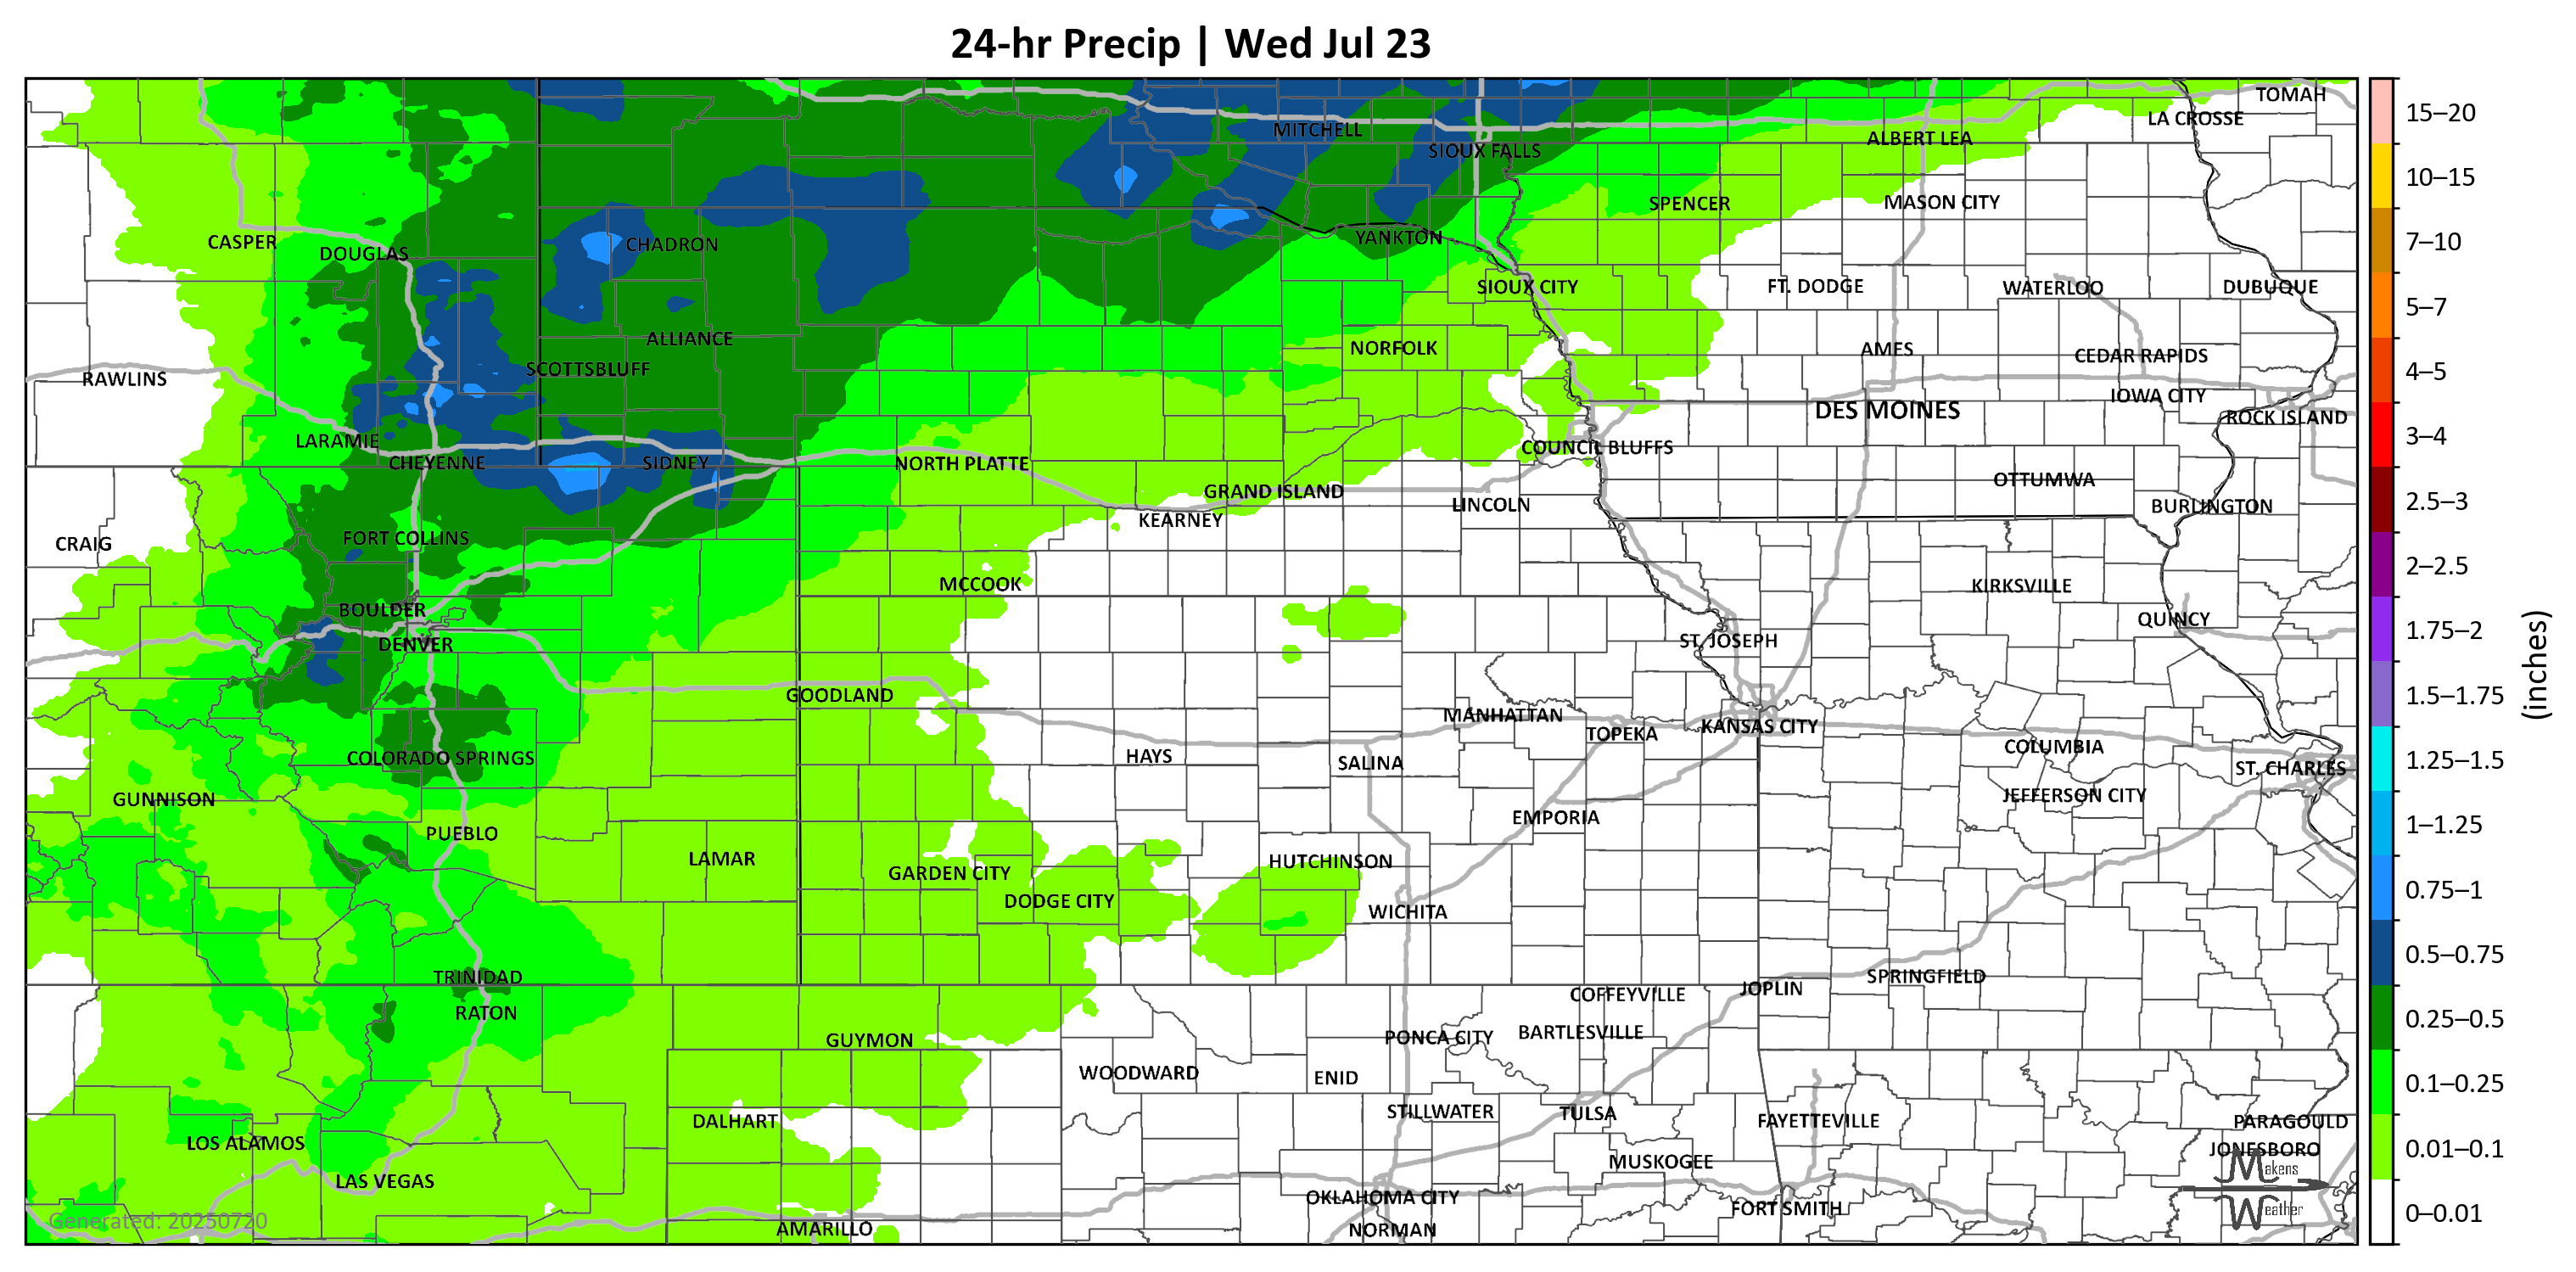 24-hr Precip | Wed Jul 23
TOMAH
LA CROSSE
MITCHELL
ALBERT LEA
SIOUX FALLS
SPENCER
MASON CITY
CASPER
DOUGLAS
CHADRON
YANKTON
SIOUX CITY
FT. DODGE
WATERLOO
DUBUQUE
ALLIANCE
NORFOLK
AMES
CEDAR RAPIDS
SCOTTSBLUFF
RAWLINS
IOWA CITY
DES MOINES
ROCK ISLAND
LARAMIE
COUNCIL BLUFFS
CHEYENNE
SIDNEY
NORTH PLATTE
OTTUMWA
GRAND ISLAND
LINCOLN
BURLINGTON
KEARNEY
CRAIG
FORT COLLINS
MCCOOK
KIRKSVILLE
BOULDER
QUINCY
DENVER
ST. JOSEPH
GOODLAND
MANHATTAN
KANSAS CITY
TOPEKA
COLUMBIA
COLORADO SPRINGS
HAYS
SALINA
ST. CHARLES
GUNNISON
JEFFERSON CITY
EMPORIA
PUEBLO
LAMAR
HUTCHINSON
GARDEN CITY
DODGE CITY
WICHITA
TRINIDAD
SPRINGFIELD
JOPLIN
COFFEYVILLE
RATON
BARTLESVILLE
PONCA CITY
GUYMON
WOODWARD
ENID
STILLWATER
TULSA
DALHART
FAYETTEVILLE
PARAGOULD
LOS ALAMOS
JONESBORO
MUSKOGEE
LAS VEGAS
OKLAHOMA CITY
FORT SMITH
AMARILLO
NORMAN
Generated: 20250720
Makens
Weather
15–20
10–15
7–10
5–7
4–5
3–4
2.5–3
2–2.5
1.75–2
1.5–1.75
1.25–1.5
1–1.25
0.75–1
0.5–0.75
0.25–0.5
0.1–0.25
0.01–0.1
0–0.01
(inches)